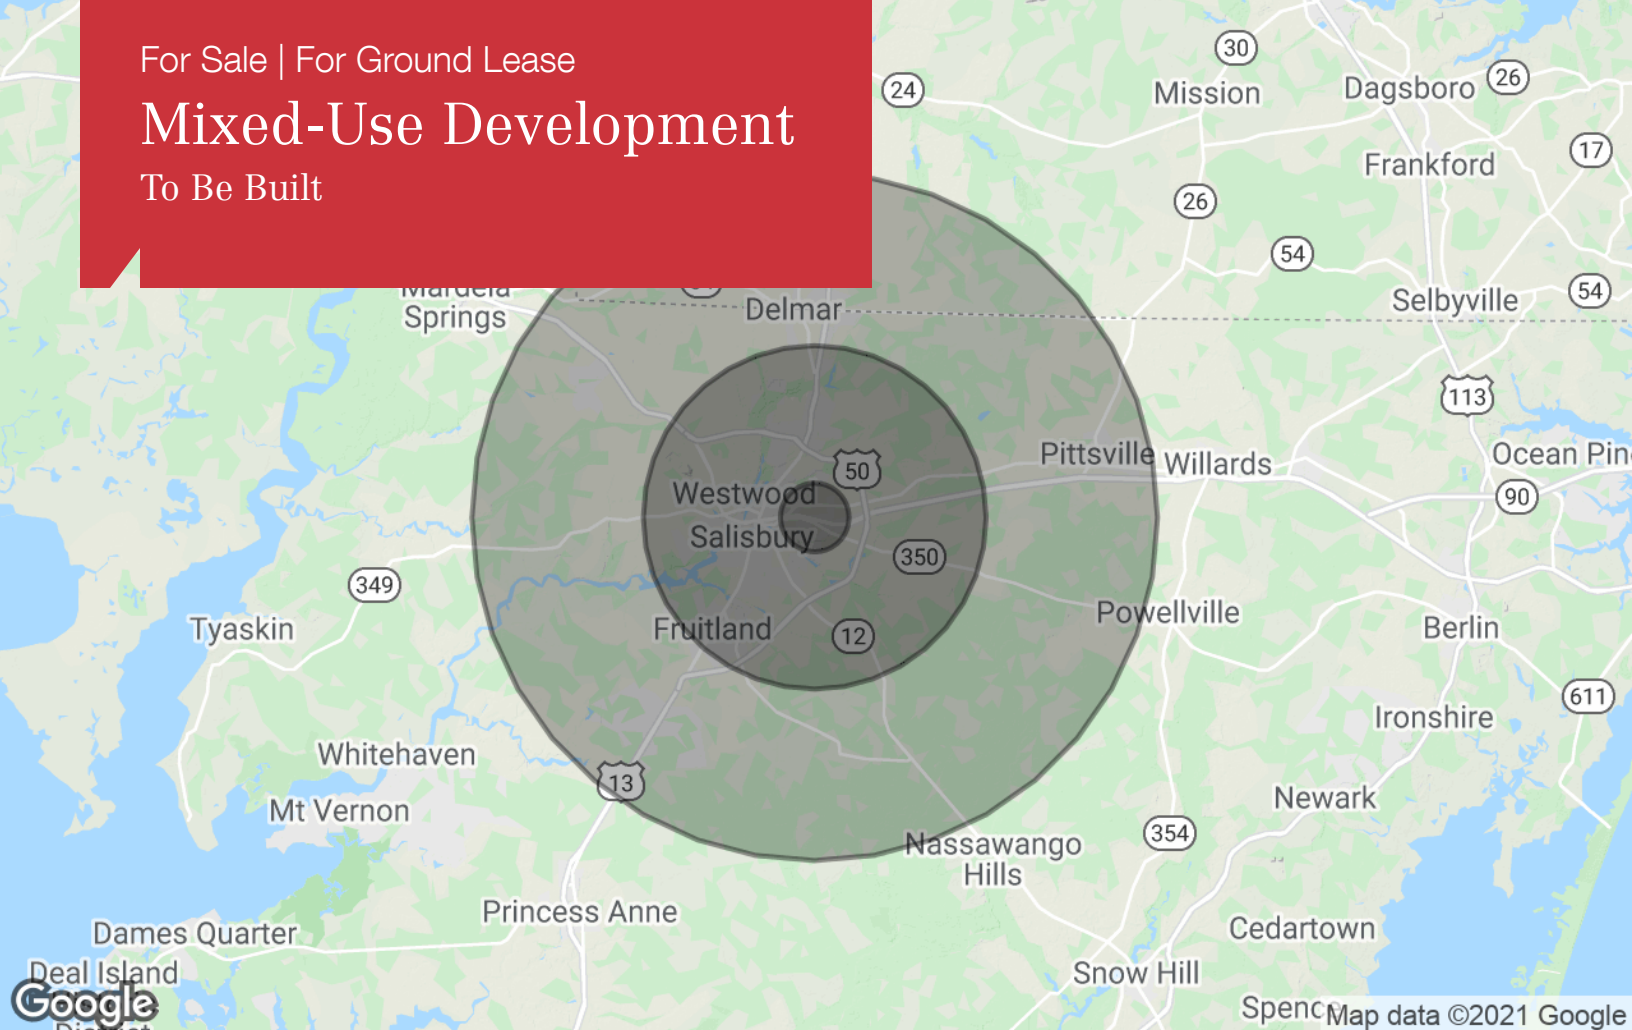 For Sale | For Ground Lease
Mixed-Use Development
To Be Built
30
24
Mission
Dagsboro
26
17
Frankford
26
54
Mardela
Springs
Delmar
Selbyville
54
113
50
Pittsville
Willards
Ocean Pin
Westwood
90
Salisbury
350
349
Powellville
Tyaskin
Fruitland
12
Berlin
611
Ironshire
Whitehaven
13
Newark
Mt Vernon
354
Nassawango
Hills
Princess Anne
Dames Quarter
Cedartown
Deal Island
Snow Hill
Google
Spence
Map data ©2021 Google